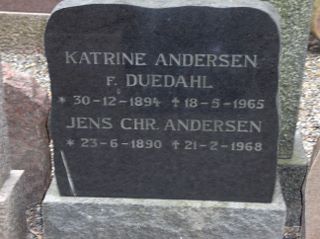 KATRINE ANDERSEN
F. DUEDAHL
* 30-12-1894 † 18-5-1965
JENS CHR. ANDERSEN
* 23-6-1890 † 21-2-1968